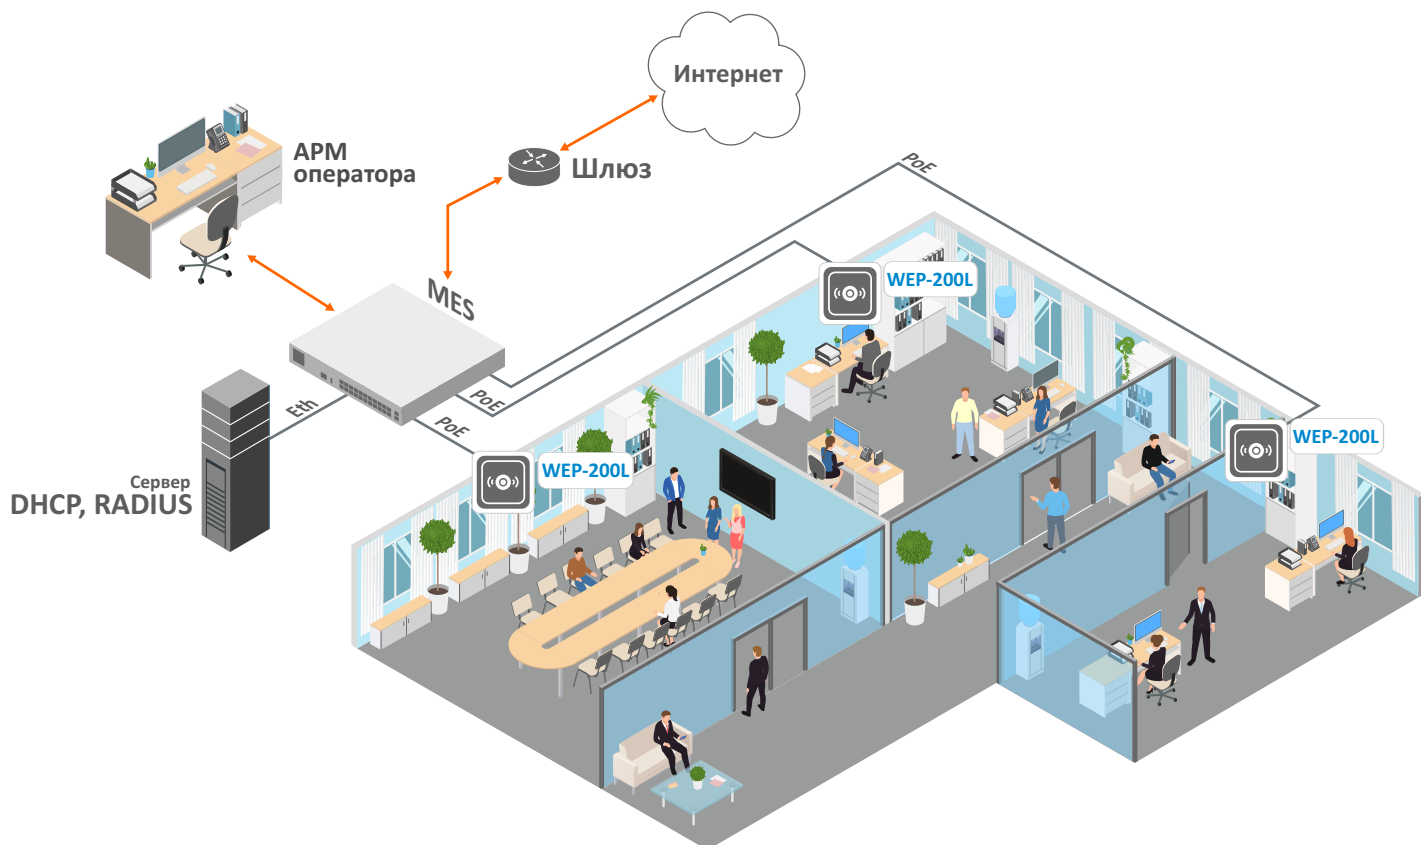 Интернет
АРМ
оператора
Шлюз
PoE
WEP-200L
MES
Eth
PoE
PoE
WEP-200L
WEP-200L
Сервер
DHCP, RADIUS